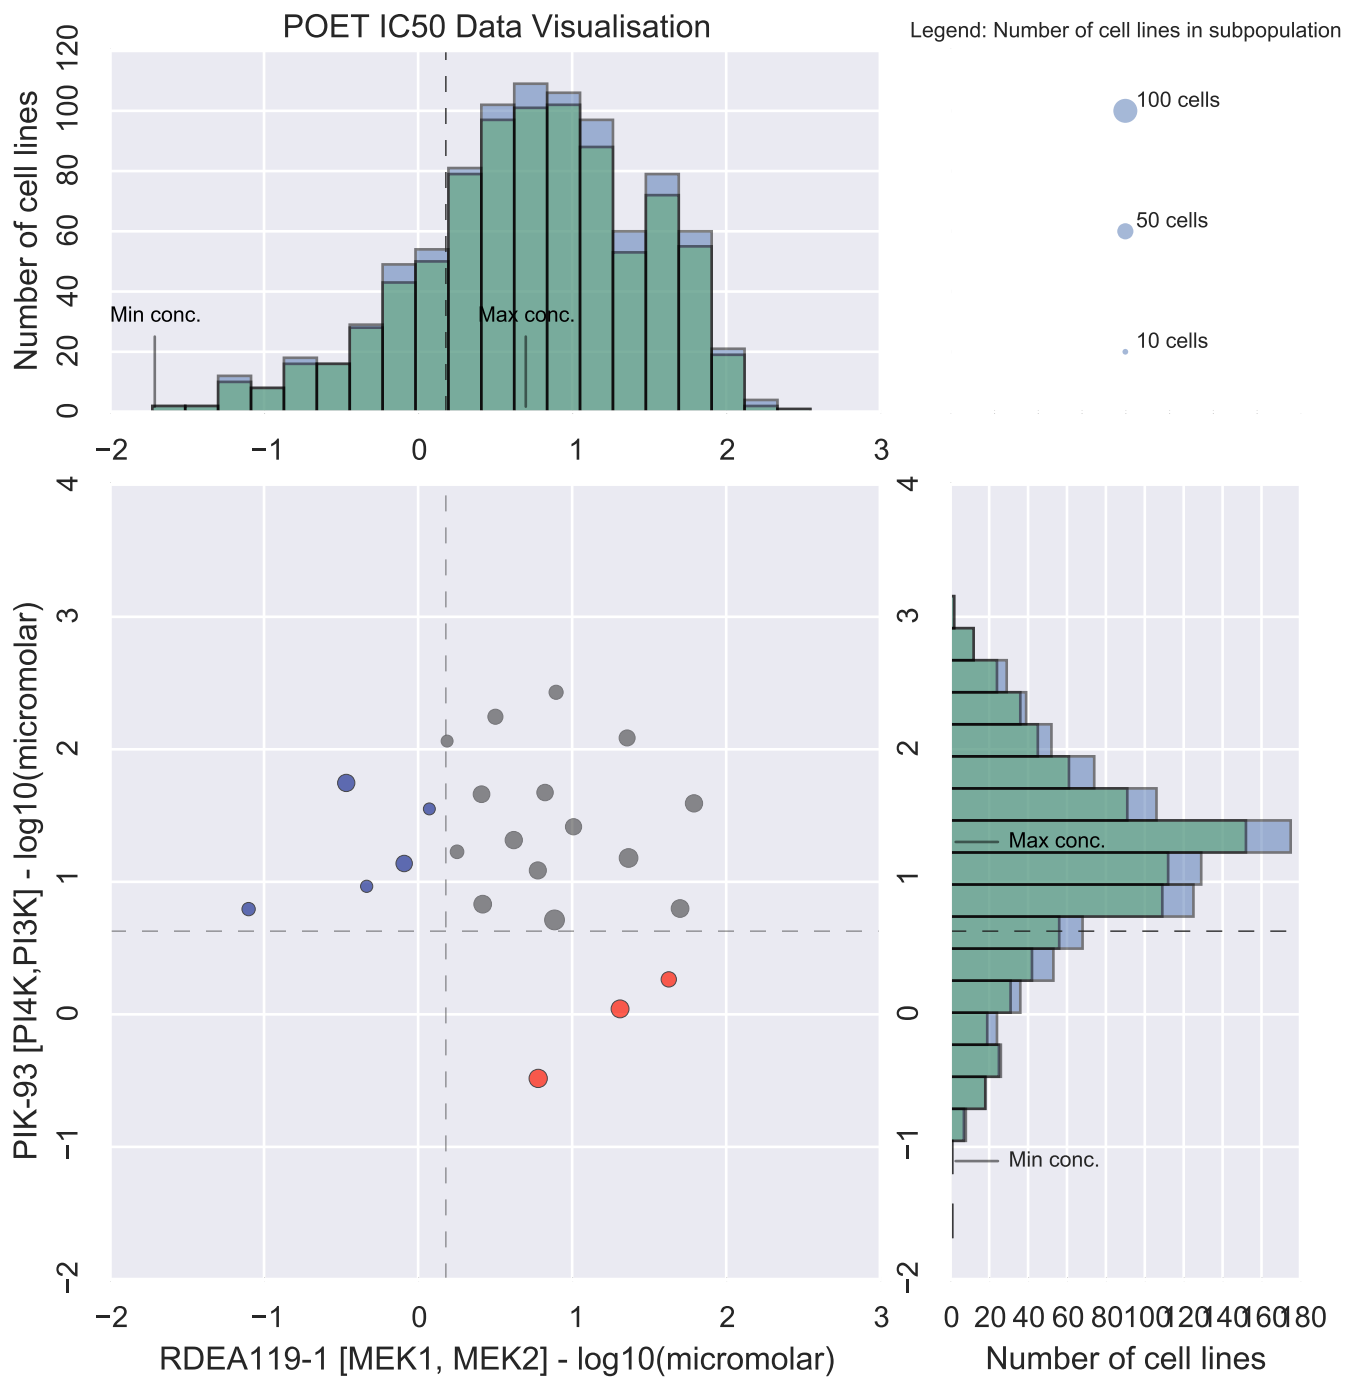 POET IC50 Data Visualisation
Legend: Number of cell lines in subpopulation
100 cells
50 cells
10 cells
Number of cell lines
0 20 40 60 80 100 120
Min conc.
Max conc.
−2 −1 0 1 2 3
PIK-93 [PI4K,PI3K] - log10(micromolar)
−2 −1 0 1 2 3 4
−2 −1 0 1 2 3
RDEA119-1 [MEK1, MEK2] - log10(micromolar)
−2 −1 0 1 2 3 4
Max conc.
Min conc.
0 20 40 60 80 100 120 140 160 180
Number of cell lines